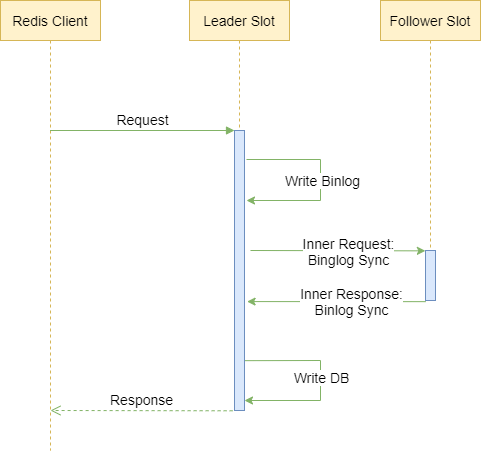 Redis Client
Leader Slot
Follower Slot
Request
Write Binlog
Inner Request:
Binglog Sync
Inner Response:
Binlog Sync
Write DB
Response